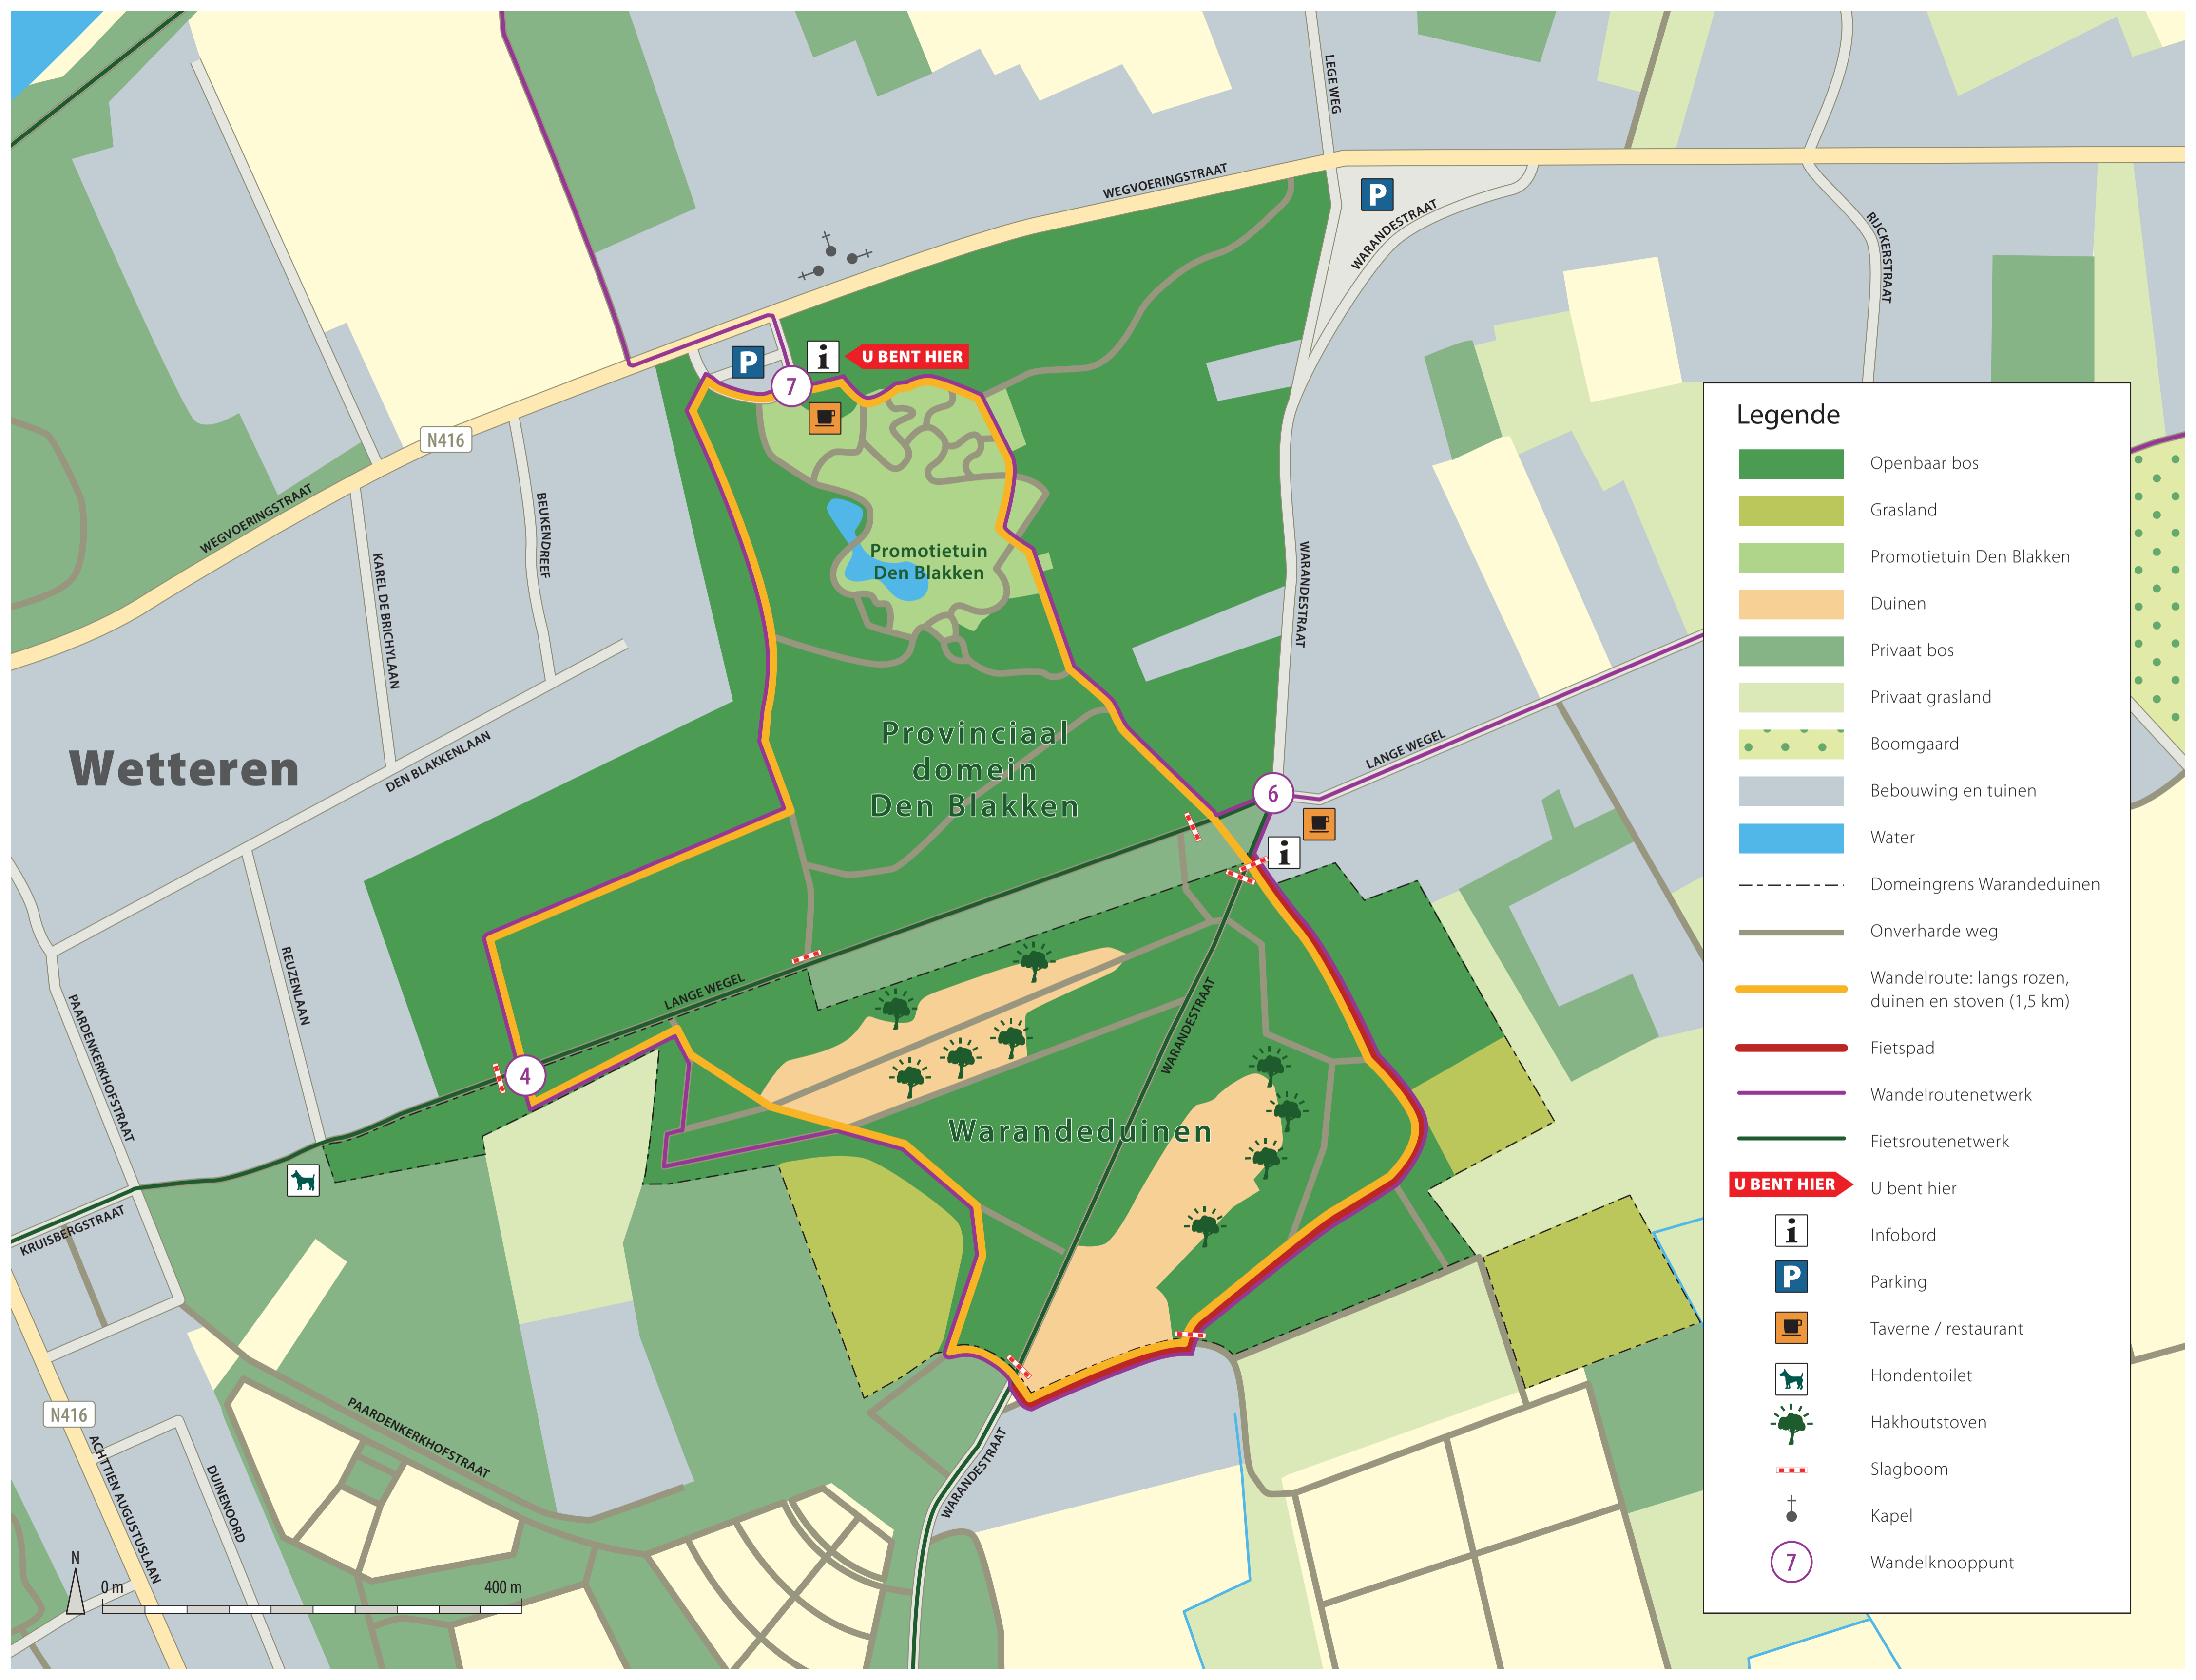 LEGE WEG
WEGVOERINGSTRAAT
P
WARANDESTRAAT
RIJCKERSTRAAT
P
i
U BENT HIER
7
N416
WEGVOERINGSTRAAT
KAREL DE BRICHYLAAN
BEUKENDREEF
Promotietuin
Den Blakken
WARANDESTRAAT
Wetteren
DEN BLAKKENLAAN
Provinciaal
domein
Den Blakken
LANGE WEGEL
6
i
REUZENLAAN
PAARDENKERKHOFSTRAAT
LANGE WEGEL
4
WARANDESTRAAT
Warandeduinen
KRUISBERGSTRAAT
N416
ACHTTIEN AUGUSTUSLAAN
DUINENOORD
PAARDENKERKHOFSTRAAT
WARANDESTRAAT
N
0 m
400 m
Legende
Openbaar bos
Grasland
Promotietuin Den Blakken
Duinen
Privaat bos
Privaat grasland
Boomgaard
Bebouwing en tuinen
Water
Domeingrens Warandeduinen
Onverharde weg
Wandelroute: langs rozen,
duinen en stoven (1,5 km)
Fietspad
Wandelroutenetwerk
Fietsroutenetwerk
U BENT HIER
U bent hier
i
Infobord
P
Parking
Taverne / restaurant
Hondentoilet
Hakhoutstoven
Slagboom
Kapel
7
Wandelknooppunt